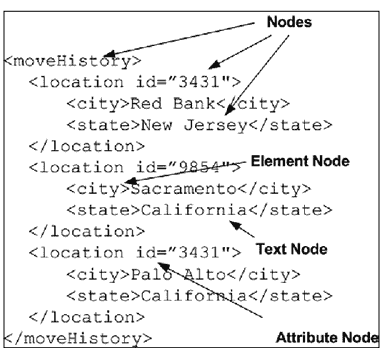 Nodes
<moveHistory>
<location id=”3431">
<city>Red Bank</city>
<state>New Jersey</state>
</location>
<location id=”9854">
Element Node
<city>Sacramento</city>
<state>California</state>
</location>
Text Node
<location id=”3431">
<city>Palo Alto</city>
<state>California</state>
</location>
Attribute Node
</moveHistory>